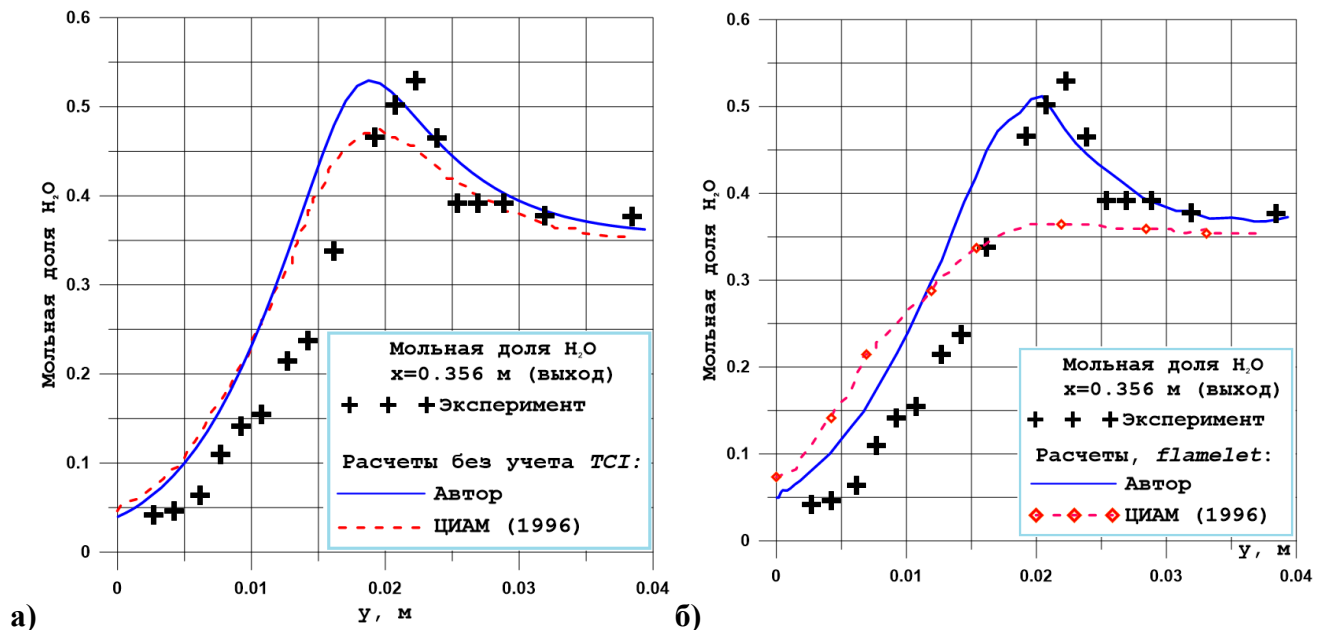 0.6
0.5
0.4
0.3
0.2
0.1
0
Мольная доля H₂O
0
0.01
0.02
0.03
0.04
y, м
Мольная доля H₂O
x=0.356 м (выход)
Эксперимент
Расчеты без учета TCI:
Автор
ЦИАМ (1996)
а)
0.6
0.5
0.4
0.3
0.2
0.1
0
Мольная доля H₂O
0
0.01
0.02
0.03
0.04
y, м
Мольная доля H₂O
x=0.356 м (выход)
Эксперимент
Расчеты, flamelet:
Автор
ЦИАМ (1996)
б)